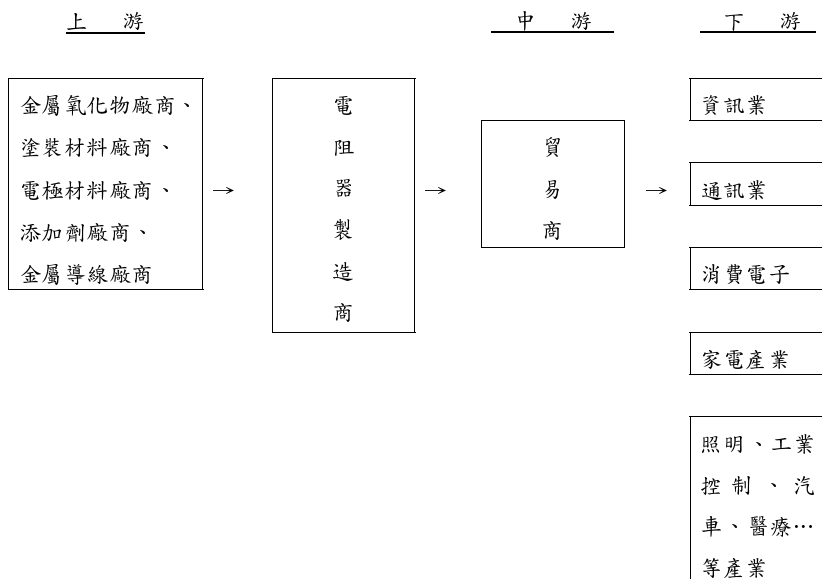 上　游
中　游
下　游
金屬氧化物廠商、
塗裝材料廠商、
電極材料廠商、
添加劑廠商、
金屬導線廠商
→
電
阻
器
製
造
商
→
貿
易
商
→
資訊業
通訊業
消費電子
家電產業
照明、工業
控制、汽
車、醫療…
等產業